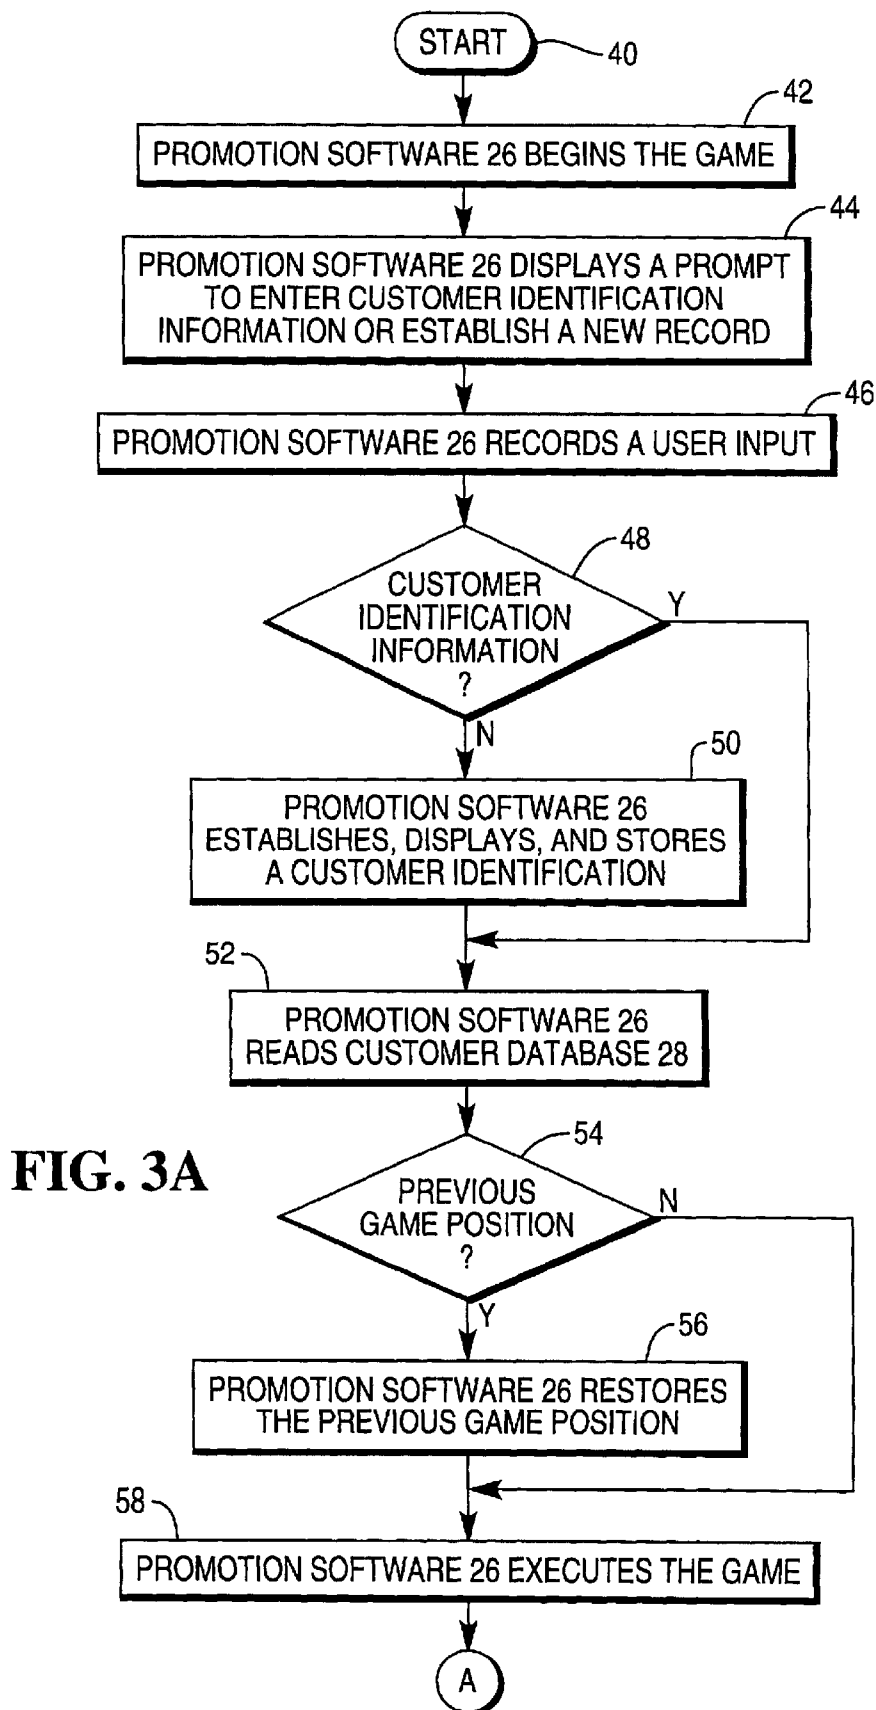 START
40
42
PROMOTION SOFTWARE 26 BEGINS THE GAME
44
PROMOTION SOFTWARE 26 DISPLAYS A PROMPT
TO ENTER CUSTOMER IDENTIFICATION
INFORMATION OR ESTABLISH A NEW RECORD
46
PROMOTION SOFTWARE 26 RECORDS A USER INPUT
48
CUSTOMER
IDENTIFICATION
INFORMATION
?
Y
N
50
PROMOTION SOFTWARE 26
ESTABLISHES, DISPLAYS, AND STORES
A CUSTOMER IDENTIFICATION
52
PROMOTION SOFTWARE 26
READS CUSTOMER DATABASE 28
54
FIG. 3A
PREVIOUS
GAME POSITION
?
N
Y
56
PROMOTION SOFTWARE 26 RESTORES
THE PREVIOUS GAME POSITION
58
PROMOTION SOFTWARE 26 EXECUTES THE GAME
A